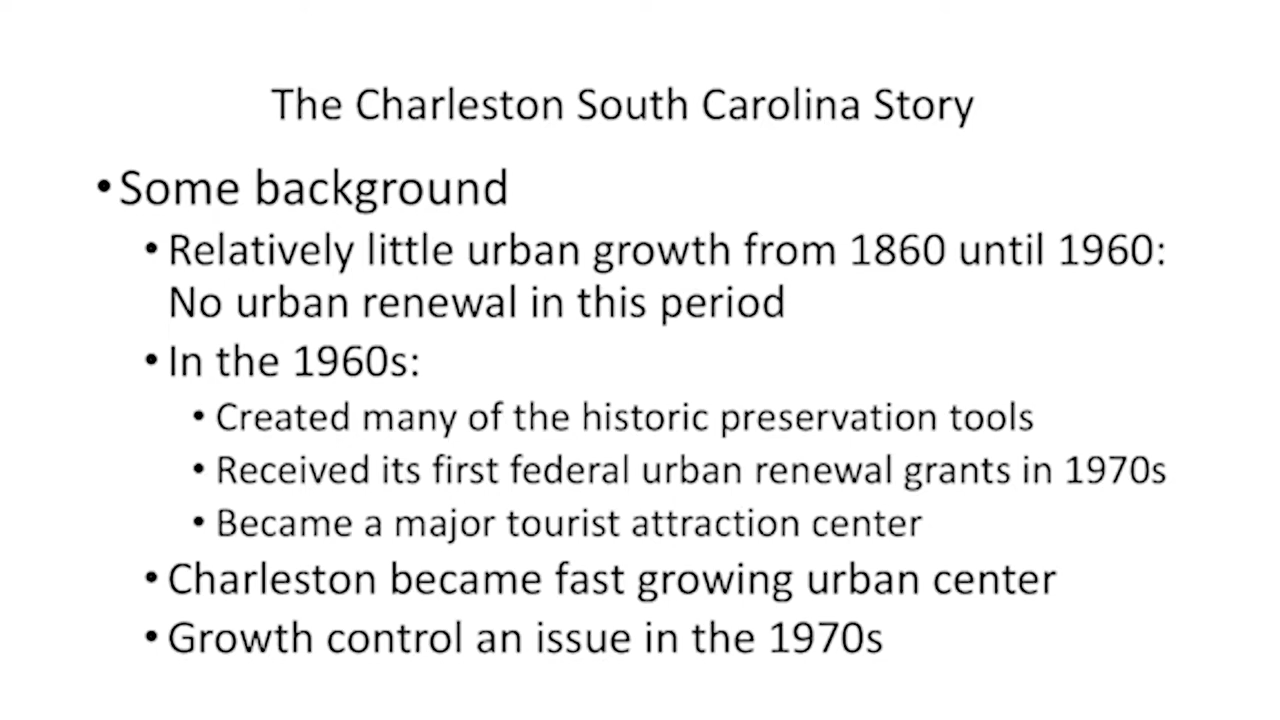 The Charleston South Carolina Story
•Some background
•Relatively little urban growth from 1860 until 1960:
No urban renewal in this period
•In the 1960s:
•Created many of the historic preservation tools
•Received its first federal urban renewal grants in 1970s
•Became a major tourist attraction center
•Charleston became fast growing urban center
•Growth control an issue in the 1970s